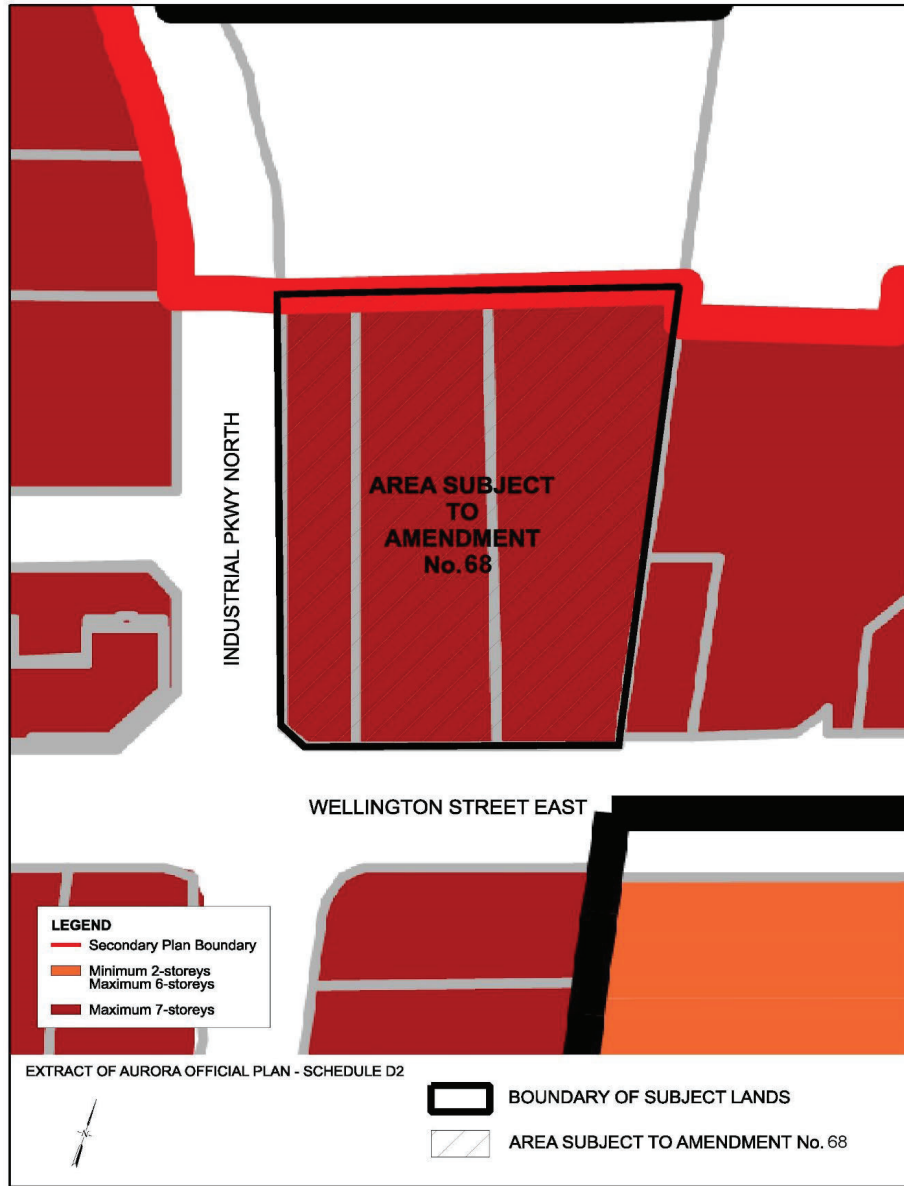 AREA SUBJECT
TO
AMENDMENT
No.68
INDUSTRIAL PKWY NORTH
WELLINGTON STREET EAST
LEGEND
Secondary Plan Boundary
Minimum 2-storeys
Maximum 6-storeys
Maximum 7-storeys
EXTRACT OF AURORA OFFICIAL PLAN - SCHEDULE D2
N
BOUNDARY OF SUBJECT LANDS
AREA SUBJECT TO AMENDMENT No. 68